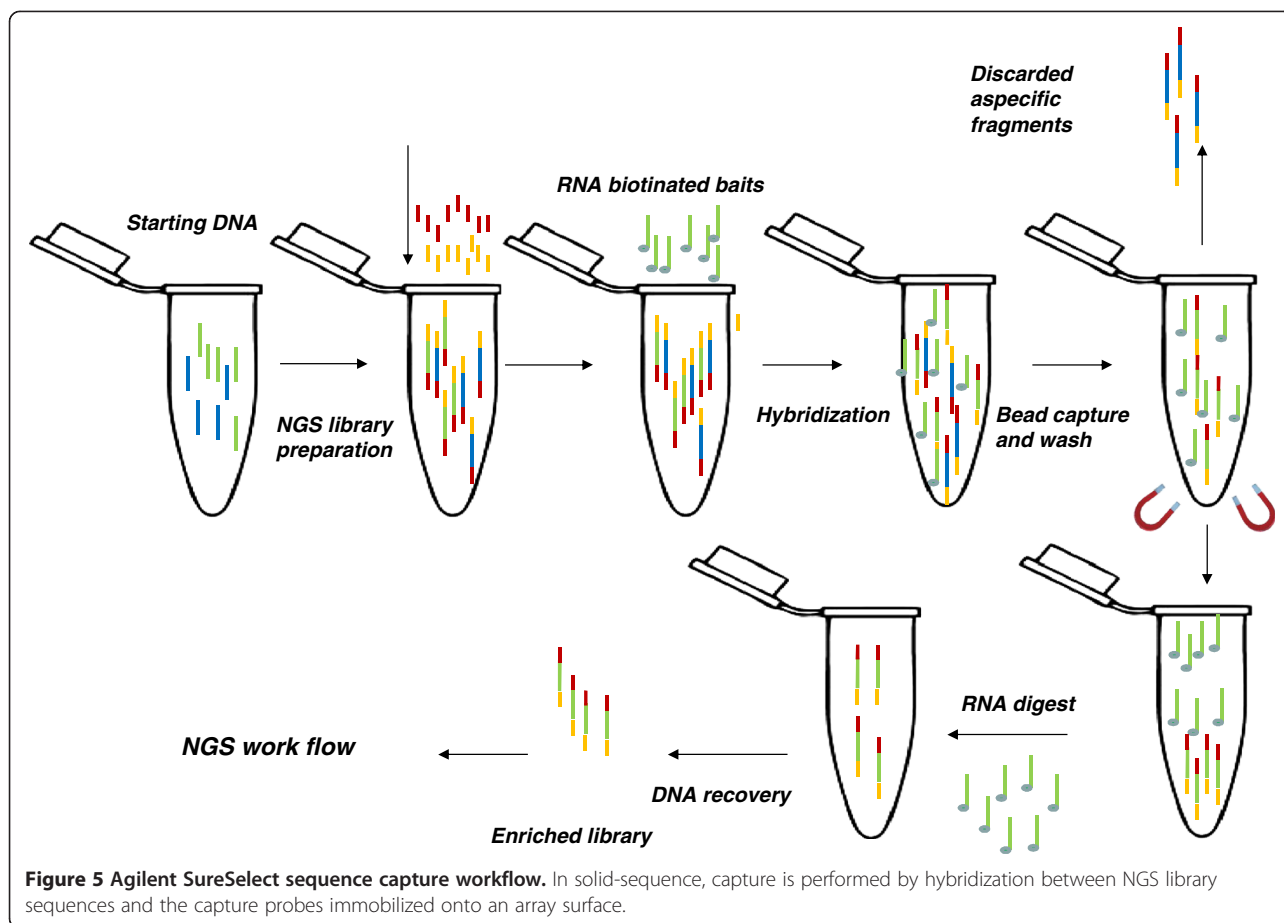 Discarded
aspecific
fragments
RNA biotinated baits
Starting DNA
NGS library
preparation
Hybridization
Bead capture
and wash
RNA digest
NGS work flow
DNA recovery
Enriched library
Figure 5 Agilent SureSelect sequence capture workflow. In solid-sequence, capture is performed by hybridization between NGS library
sequences and the capture probes immobilized onto an array surface.